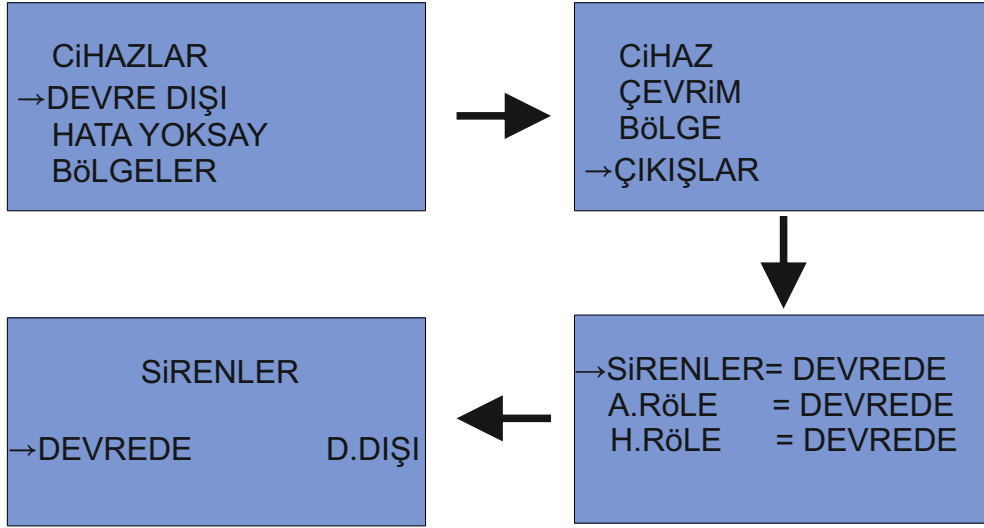 CiHAZLAR
→DEVRE DIŞI
HATA YOKSAY
BöLGELER
CiHAZ
ÇEVRiM
BöLGE
→ÇIKIŞLAR
→SiRENLER= DEVREDE
A.RöLE = DEVREDE
H.RöLE = DEVREDE
SiRENLER
→DEVREDE D.DIŞI